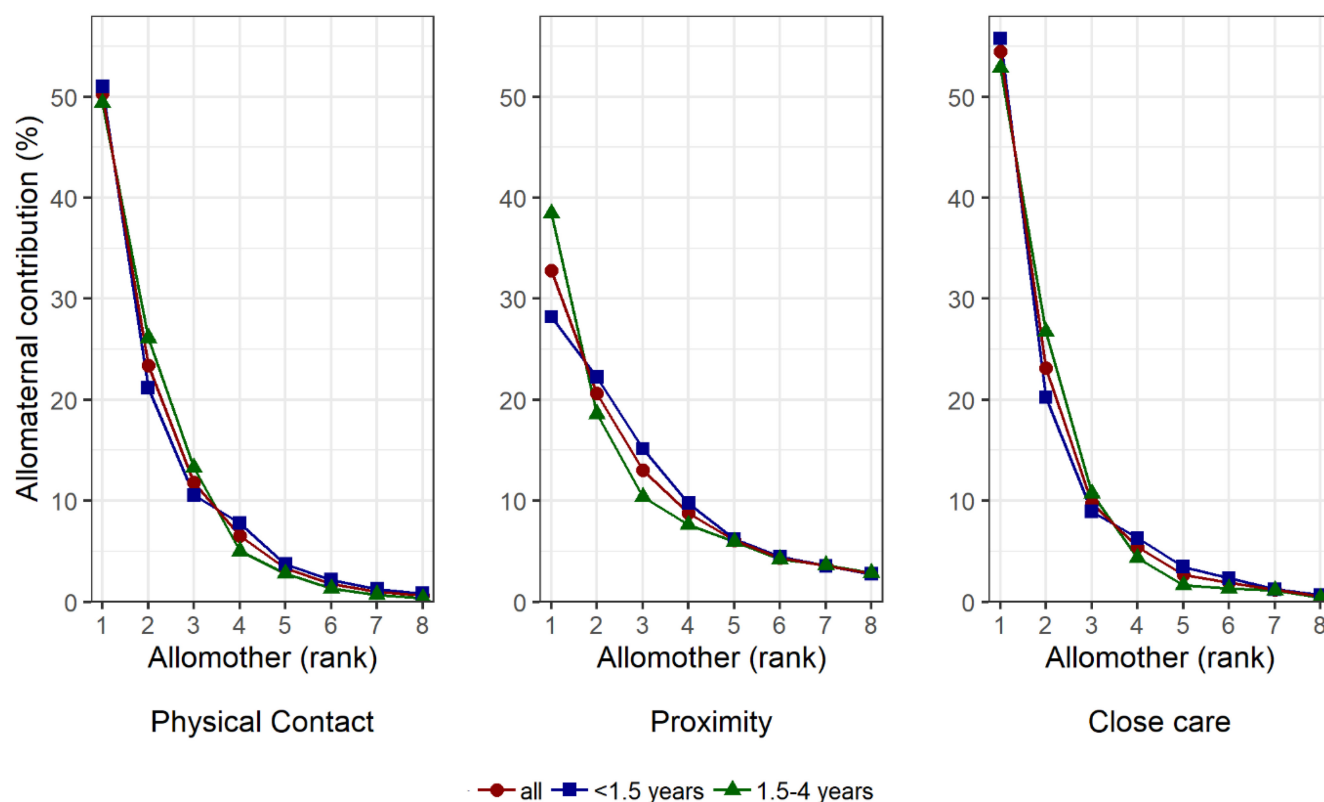 Allomaternal contribution (%)
50
40
30
20
10
0
1 2 3 4 5 6 7 8
Allomother (rank)
Physical Contact
50
40
30
20
10
0
1 2 3 4 5 6 7 8
Allomother (rank)
Proximity
50
40
30
20
10
0
1 2 3 4 5 6 7 8
Allomother (rank)
Close care
all <1.5 years 1.5-4 years